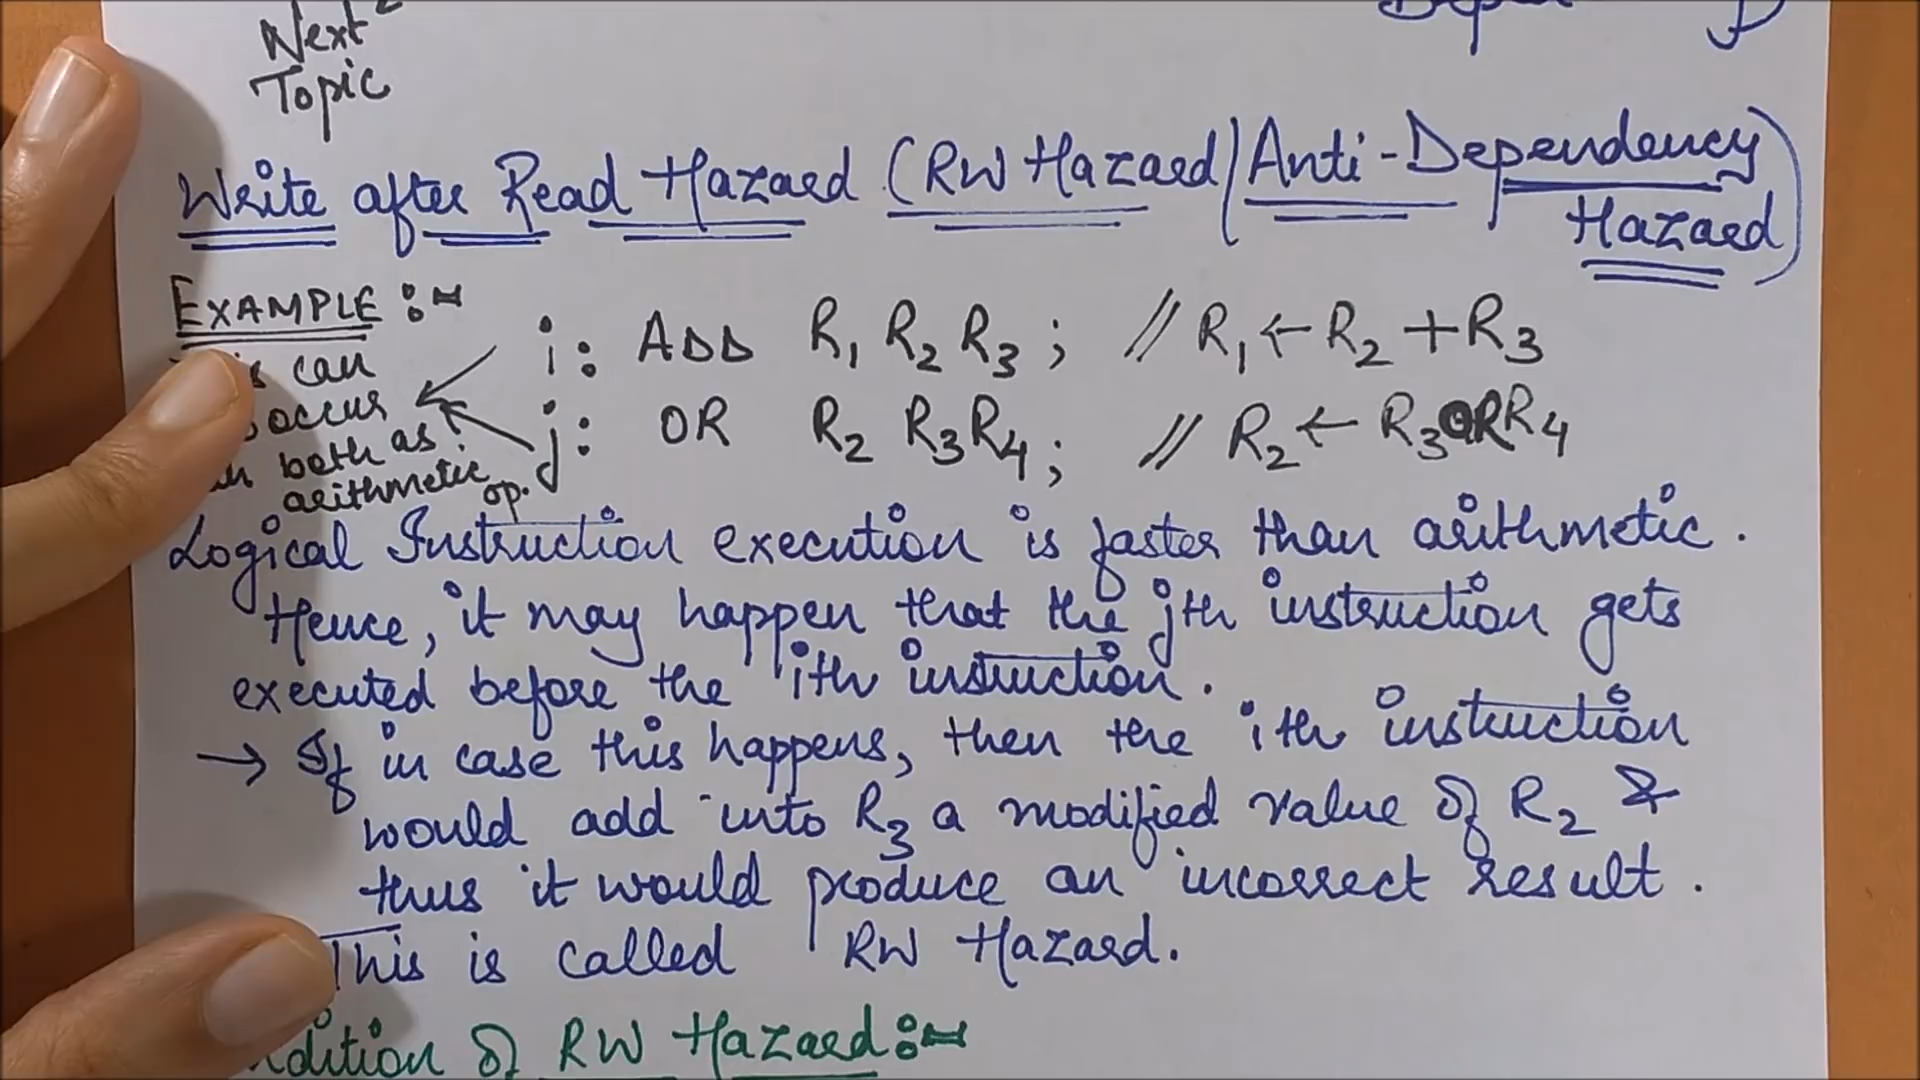 Next
Topic
Write after Read Hazard (RW Hazard/Anti-Dependency
Hazard)
EXAMPLE :-
i: ADD R1 R2 R3 ; // R1 ← R2 + R3
can
occur
both as
arithmetic
op.
j: OR R2 R3 R4 ; // R2 ← R3 OR R4
Logical Instruction execution is faster than arithmetic.
Hence, it may happen that the jth instruction gets
executed before the ith instruction.
→ If in case this happens, then the ith instruction
would add into R3 a modified value of R2 &
thus it would produce an incorrect result.
This is called RW Hazard.
of RW Hazard :-